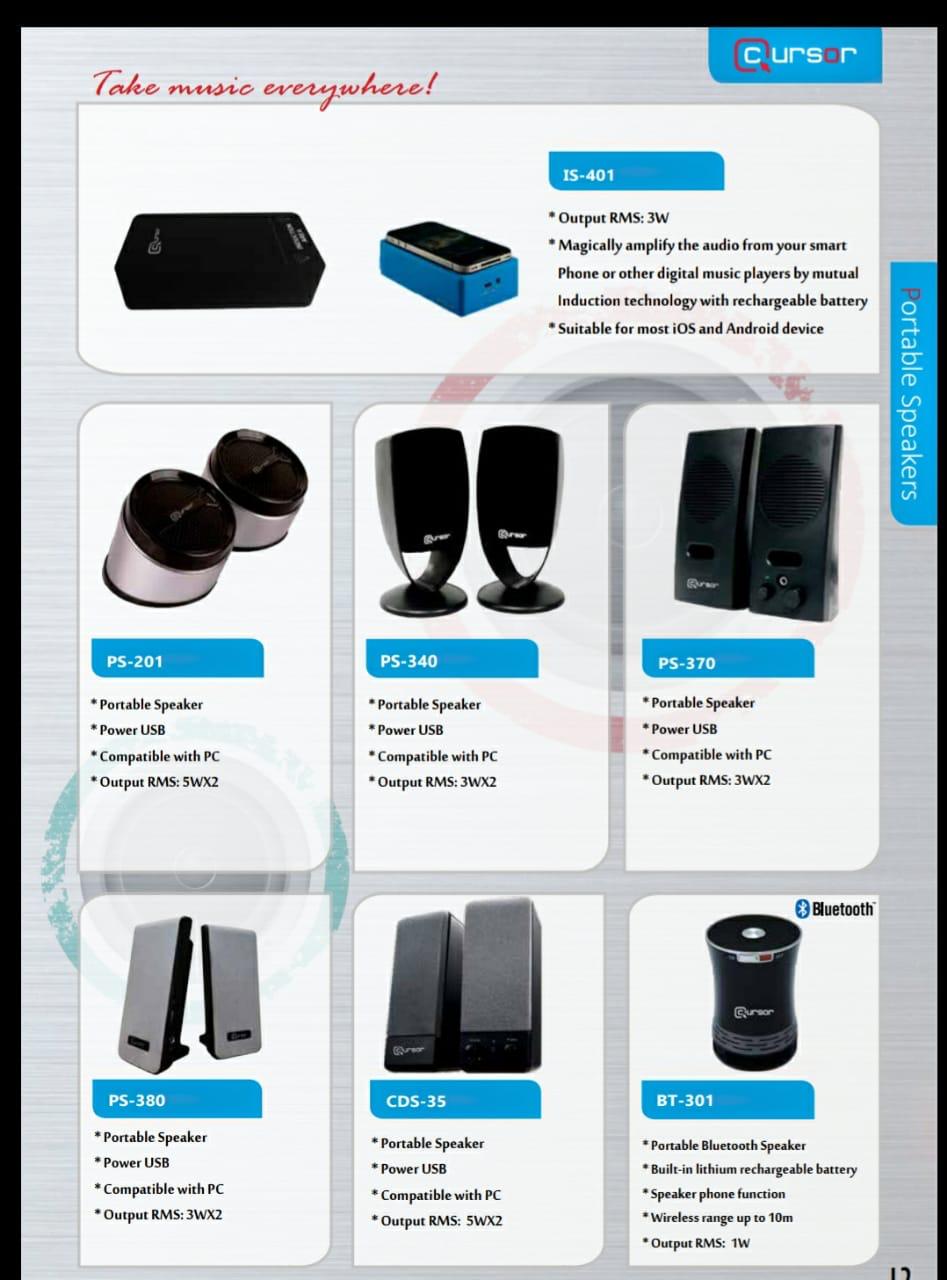 Cursor
Take music everywhere!
IS-401
* Output RMS: 3W
* Magically amplify the audio from your smart
Phone or other digital music players by mutual
Induction technology with rechargeable battery
* Suitable for most iOS and Android device
Portable Speakers
Cursor
Cursor
Cursor
Cursor
PS-201
* Portable Speaker
* Power USB
* Compatible with PC
* Output RMS: 5WX2
PS-340
* Portable Speaker
* Power USB
* Compatible with PC
* Output RMS: 3WX2
PS-370
* Portable Speaker
* Power USB
* Compatible with PC
* Output RMS: 3WX2
Cursor
Bluetooth
Cursor
PS-380
* Portable Speaker
* Power USB
* Compatible with PC
* Output RMS: 3WX2
CDS-35
* Portable Speaker
* Power USB
* Compatible with PC
* Output RMS: 5WX2
BT-301
* Portable Bluetooth Speaker
* Built-in lithium rechargeable battery
* Speaker phone function
* Wireless range up to 10m
* Output RMS: 1W